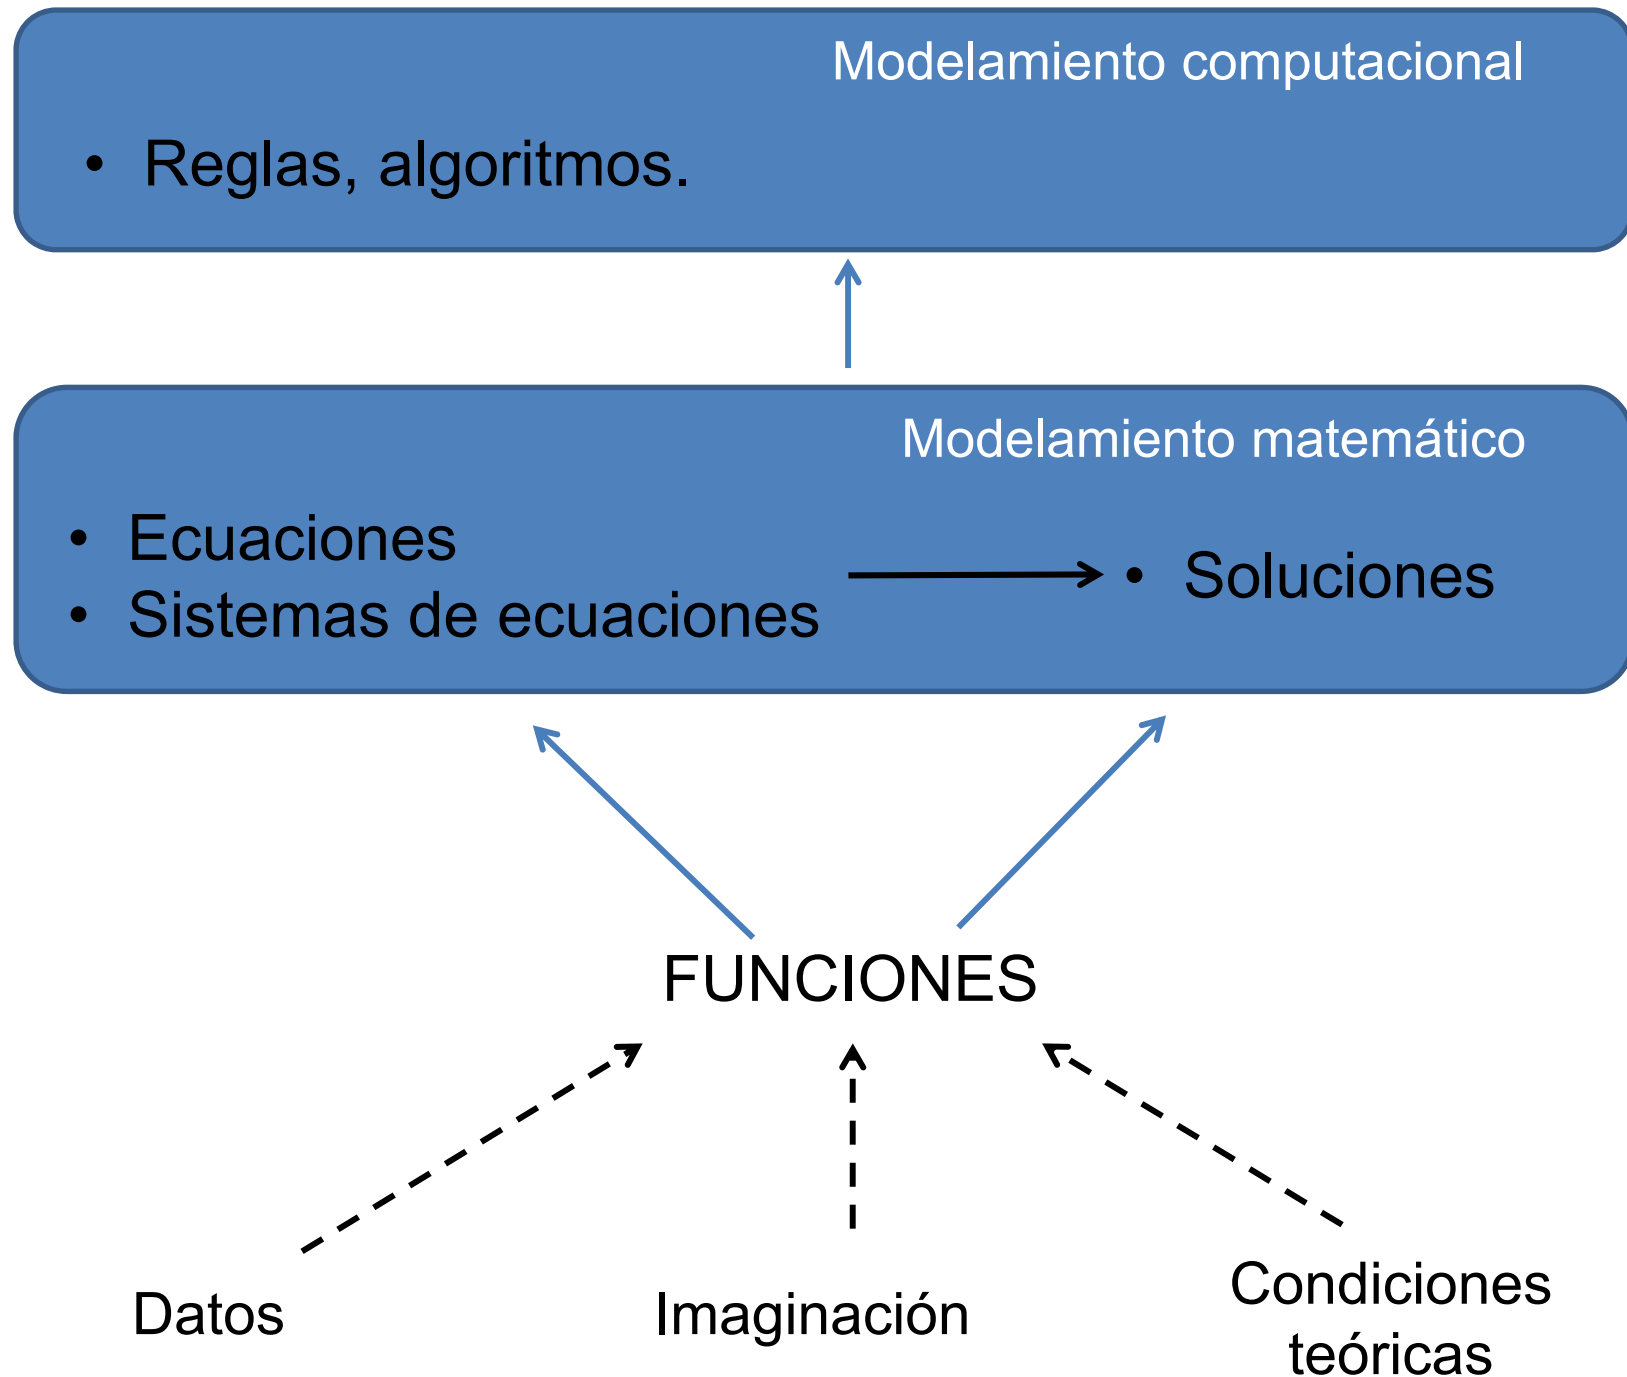 Modelamiento computacional
• Reglas, algoritmos.
Modelamiento matemático
• Ecuaciones
• Sistemas de ecuaciones
• Soluciones
FUNCIONES
Datos
Imaginación
Condiciones
teóricas